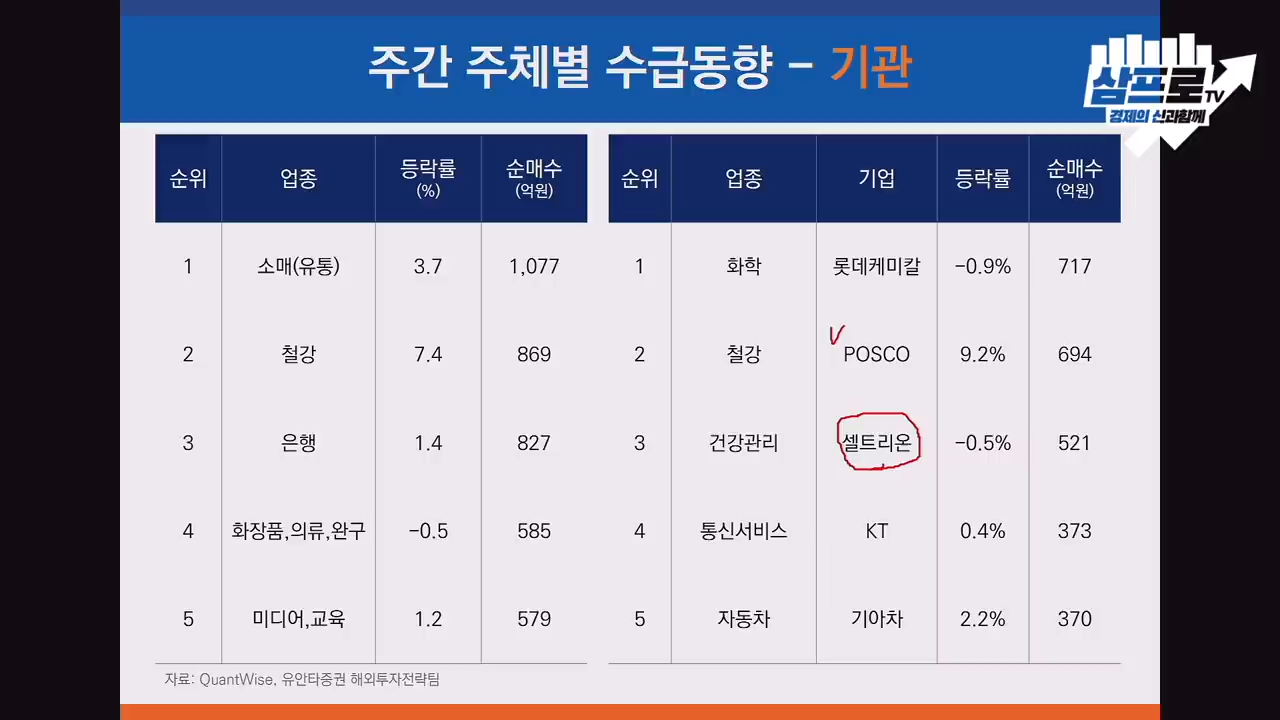 주간 주체별 수급동향 - 기관
삼프로TV
경제의 신과함께
순위 업종 등락률(%) 순매수(억원)
1 소매(유통) 3.7 1,077
2 철강 7.4 869
3 은행 1.4 827
4 화장품,의류,완구 -0.5 585
5 미디어,교육 1.2 579
순위 업종 기업 등락률 순매수(억원)
1 화학 롯데케미칼 -0.9% 717
2 철강 POSCO 9.2% 694
3 건강관리 셀트리온 -0.5% 521
4 통신서비스 KT 0.4% 373
5 자동차 기아차 2.2% 370
자료: QuantWise, 유안타증권 해외투자전략팀